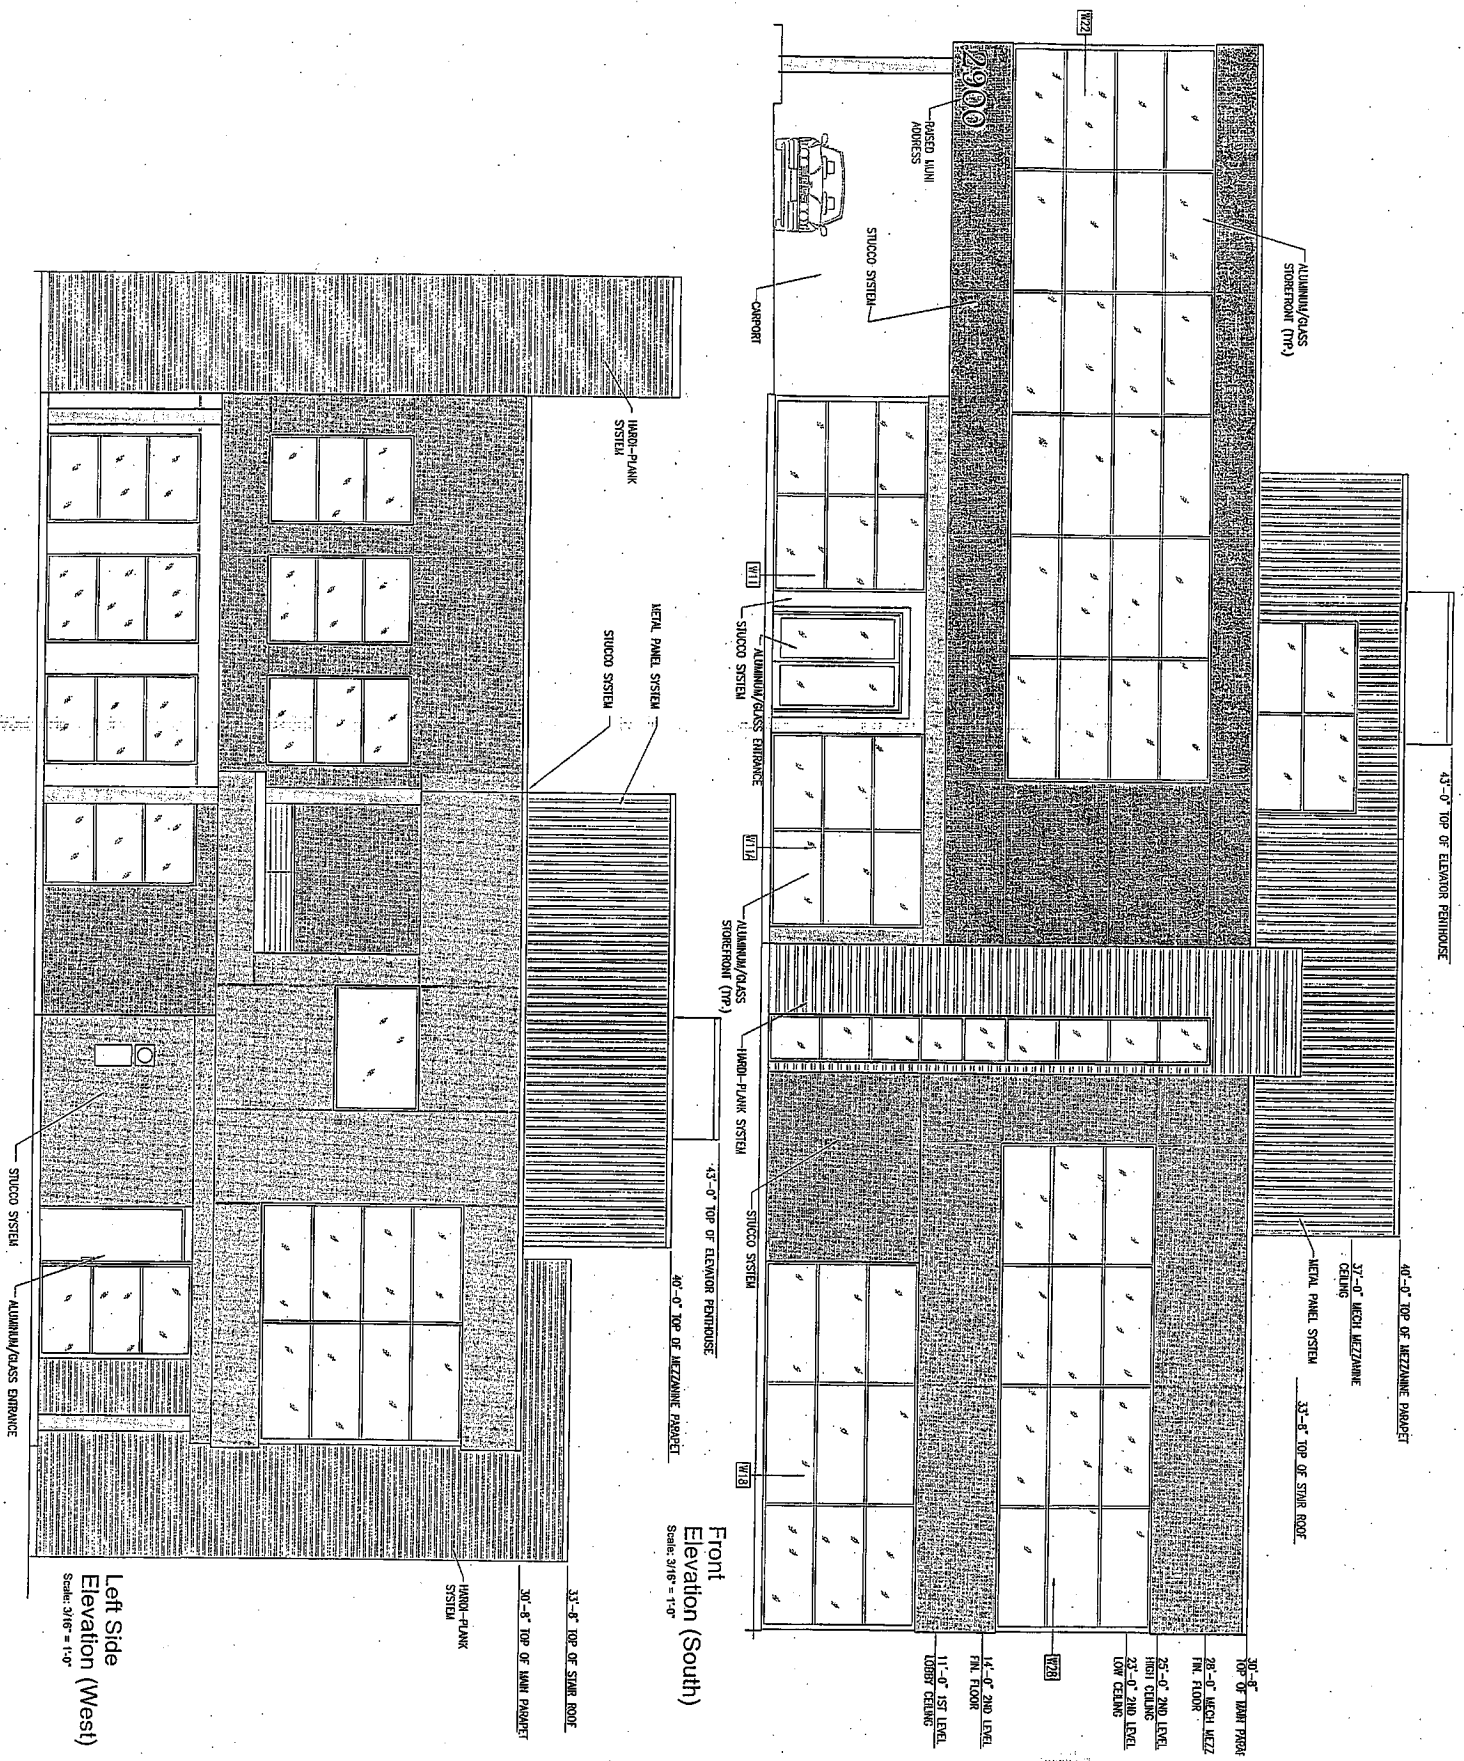 W22
2900
RAISED MUNI
ADDRESS
STUCCO SYSTEM
CARPORT
ALUMINUM/GLASS
STOREFRONT (TYP.)
W11
STUCCO SYSTEM
ALUMINUM/GLASS ENTRANCE
W11A
ALUMINUM/GLASS
STOREFRONT (TYP.)
HARDI-PLANK SYSTEM
STUCCO SYSTEM
W18
W28
METAL PANEL SYSTEM
43'-0" TOP OF ELEVATOR PENTHOUSE
40'-0" TOP OF MEZZANINE PARAPET
37'-0" MECH MEZZANINE
CEILING
33'-8" TOP OF STAIR ROOF
30'-8"
TOP OF MAIN PARAP
28'-0" MECH MEZZ
FIN. FLOOR
25'-0" 2ND LEVEL
HIGH CEILING
23'-0" 2ND LEVEL
LOW CEILING
14'-0" 2ND LEVEL
FIN. FLOOR
11'-0" 1ST LEVEL
LOBBY CEILING
Front
Elevation (South)
Scale: 3/16" = 1'-0"
HARDI-PLANK
SYSTEM
METAL PANEL SYSTEM
STUCCO SYSTEM
43'-0" TOP OF ELEVATOR PENTHOUSE
40'-0" TOP OF MEZZANINE PARAPET
33'-8" TOP OF STAIR ROOF
30'-8" TOP OF MAIN PARAPET
HARDI-PLANK
SYSTEM
STUCCO SYSTEM
ALUMINUM/GLASS ENTRANCE
Left Side
Elevation (West)
Scale: 3/16" = 1'-0"